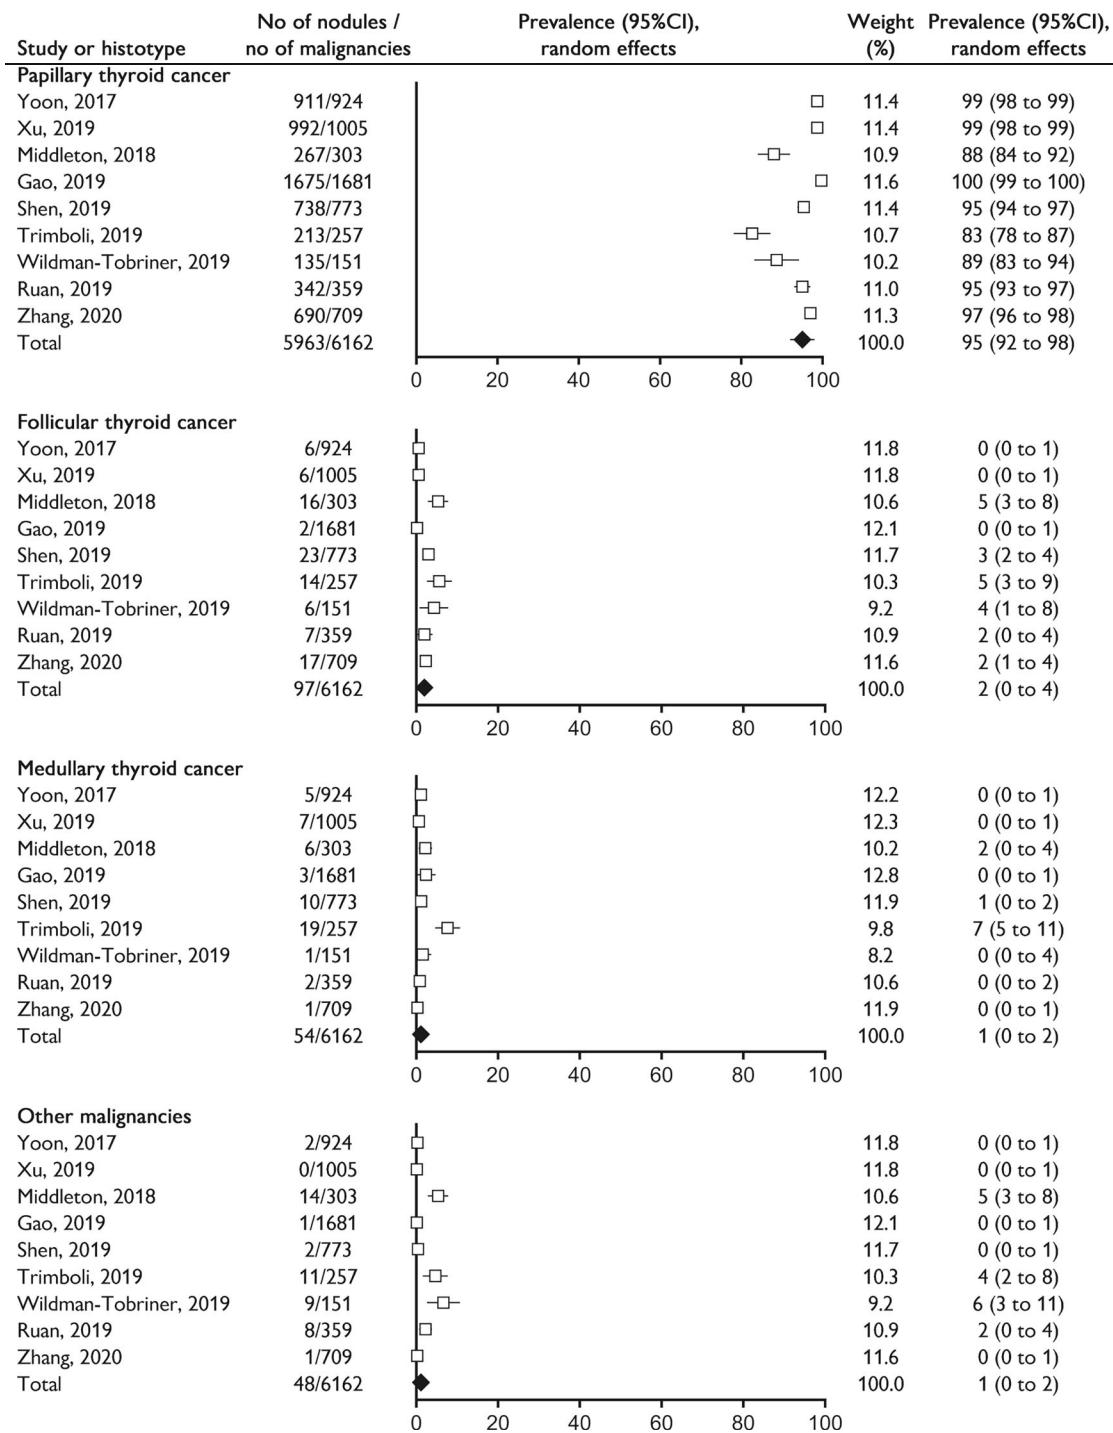 No of nodules / Prevalence (95%CI), Weight Prevalence (95%CI),
Study or histotype no of malignancies random effects (%) random effects
Papillary thyroid cancer
Yoon, 2017 911/924 11.4 99 (98 to 99)
Xu, 2019 992/1005 11.4 99 (98 to 99)
Middleton, 2018 267/303 10.9 88 (84 to 92)
Gao, 2019 1675/1681 11.6 100 (99 to 100)
Shen, 2019 738/773 11.4 95 (94 to 97)
Trimboli, 2019 213/257 10.7 83 (78 to 87)
Wildman-Tobriner, 2019 135/151 10.2 89 (83 to 94)
Ruan, 2019 342/359 11.0 95 (93 to 97)
Zhang, 2020 690/709 11.3 97 (96 to 98)
Total 5963/6162 100.0 95 (92 to 98)
0 20 40 60 80 100
Follicular thyroid cancer
Yoon, 2017 6/924 11.8 0 (0 to 1)
Xu, 2019 6/1005 11.8 0 (0 to 1)
Middleton, 2018 16/303 10.6 5 (3 to 8)
Gao, 2019 2/1681 12.1 0 (0 to 1)
Shen, 2019 23/773 11.7 3 (2 to 4)
Trimboli, 2019 14/257 10.3 5 (3 to 9)
Wildman-Tobriner, 2019 6/151 9.2 4 (1 to 8)
Ruan, 2019 7/359 10.9 2 (0 to 4)
Zhang, 2020 17/709 11.6 2 (1 to 4)
Total 97/6162 100.0 2 (0 to 4)
0 20 40 60 80 100
Medullary thyroid cancer
Yoon, 2017 5/924 12.2 0 (0 to 1)
Xu, 2019 7/1005 12.3 0 (0 to 1)
Middleton, 2018 6/303 10.2 2 (0 to 4)
Gao, 2019 3/1681 12.8 0 (0 to 1)
Shen, 2019 10/773 11.9 1 (0 to 2)
Trimboli, 2019 19/257 9.8 7 (5 to 11)
Wildman-Tobriner, 2019 1/151 8.2 0 (0 to 4)
Ruan, 2019 2/359 10.6 0 (0 to 2)
Zhang, 2020 1/709 11.9 0 (0 to 1)
Total 54/6162 100.0 1 (0 to 2)
0 20 40 60 80 100
Other malignancies
Yoon, 2017 2/924 11.8 0 (0 to 1)
Xu, 2019 0/1005 11.8 0 (0 to 1)
Middleton, 2018 14/303 10.6 5 (3 to 8)
Gao, 2019 1/1681 12.1 0 (0 to 1)
Shen, 2019 2/773 11.7 0 (0 to 1)
Trimboli, 2019 11/257 10.3 4 (2 to 8)
Wildman-Tobriner, 2019 9/151 9.2 6 (3 to 11)
Ruan, 2019 8/359 10.9 2 (0 to 4)
Zhang, 2020 1/709 11.6 0 (0 to 1)
Total 48/6162 100.0 1 (0 to 2)
0 20 40 60 80 100